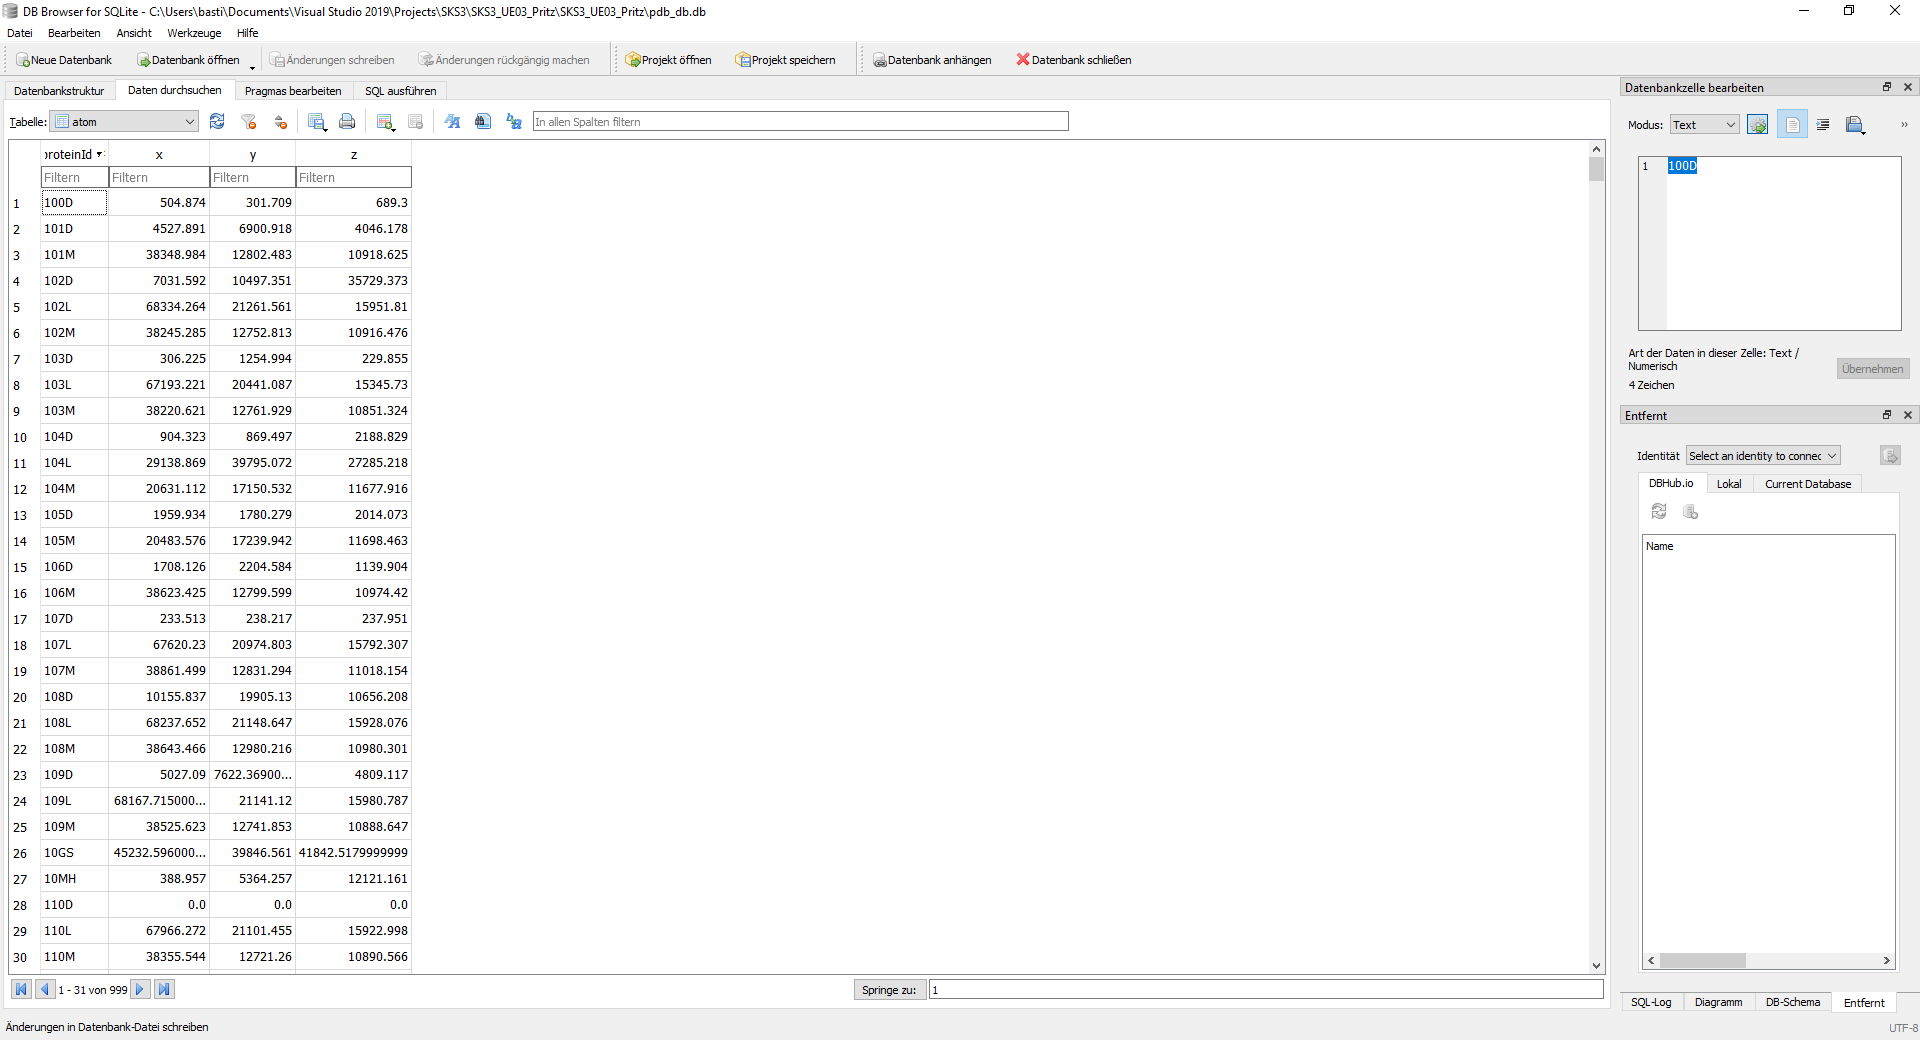 DB Browser for SQLite - C:\Users\basti\Documents\Visual Studio 2019\Projects\SKS3\SKS3_UE03_Pritz\SKS3_UE03_Pritz\pdb_db.db
Datei Bearbeiten Ansicht Werkzeuge Hilfe
Neue Datenbank Datenbank öffnen Änderungen schreiben Änderungen rückgängig machen Projekt öffnen Projekt speichern Datenbank anhängen Datenbank schließen
Datenbankstruktur Daten durchsuchen Pragmas bearbeiten SQL ausführen
Tabelle: atom In allen Spalten filtern
proteinId x y z
Filtern Filtern Filtern Filtern
1 100D 504.874 301.709 689.3
2 101D 4527.891 6900.918 4046.178
3 101M 38348.984 12802.483 10918.625
4 102D 7031.592 10497.351 35729.373
5 102L 68334.264 21261.561 15951.81
6 102M 38245.285 12752.813 10916.476
7 103D 306.225 1254.994 229.855
8 103L 67193.221 20441.087 15345.73
9 103M 38220.621 12761.929 10851.324
10 104D 904.323 869.497 2188.829
11 104L 29138.869 39795.072 27285.218
12 104M 20631.112 17150.532 11677.916
13 105D 1959.934 1780.279 2014.073
14 105M 20483.576 17239.942 11698.463
15 106D 1708.126 2204.584 1139.904
16 106M 38623.425 12799.599 10974.42
17 107D 233.513 238.217 237.951
18 107L 67620.23 20974.803 15792.307
19 107M 38861.499 12831.294 11018.154
20 108D 10155.837 19905.13 10656.208
21 108L 68237.652 21148.647 15928.076
22 108M 38643.466 12980.216 10980.301
23 109D 5027.09 7622.36900... 4809.117
24 109L 68167.715000... 21141.12 15980.787
25 109M 38525.623 12741.853 10888.647
26 10GS 45232.596000... 39846.561 41842.5179999999
27 10MH 388.957 5364.257 12121.161
28 110D 0.0 0.0 0.0
29 110L 67966.272 21101.455 15922.998
30 110M 38355.544 12721.26 10890.566
1 - 31 von 999 Springe zu: 1
Änderungen in Datenbank-Datei schreiben
Datenbankzelle bearbeiten
Modus: Text »
1 100D
Art der Daten in dieser Zelle: Text /
Numerisch
4 Zeichen
Übernehmen
Entfernt
Identität Select an identity to connec
DBHub.io Lokal Current Database
Name
SQL-Log Diagramm DB-Schema Entfernt
UTF-8